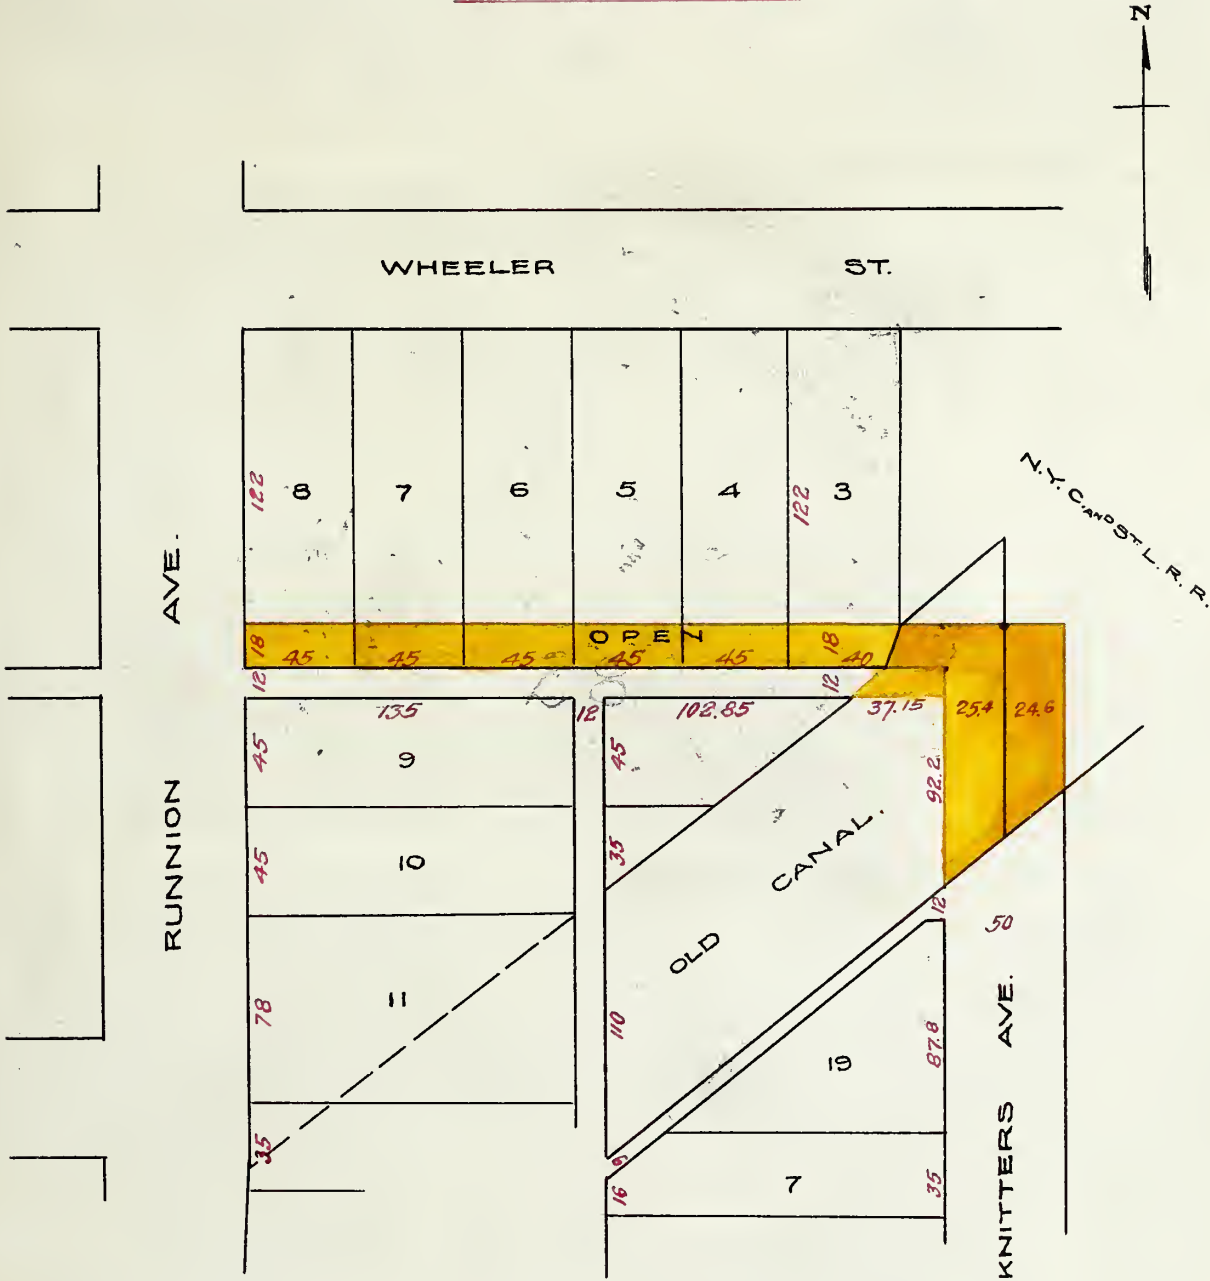 N
WHEELER ST.
122 8 7 6 5 4 122 3
N.Y.C. AND ST. L. R. R.
RUNNION AVE.
OPEN
18 45 45 45 45 45 18 40
12 12
135 12 102.85 37.15 25.4 24.6
45 9 45
92.2
45 10 35
OLD CANAL.
12
50
78 11 110
19 87.8
35
9
16 7 35
KNITTERS AVE.